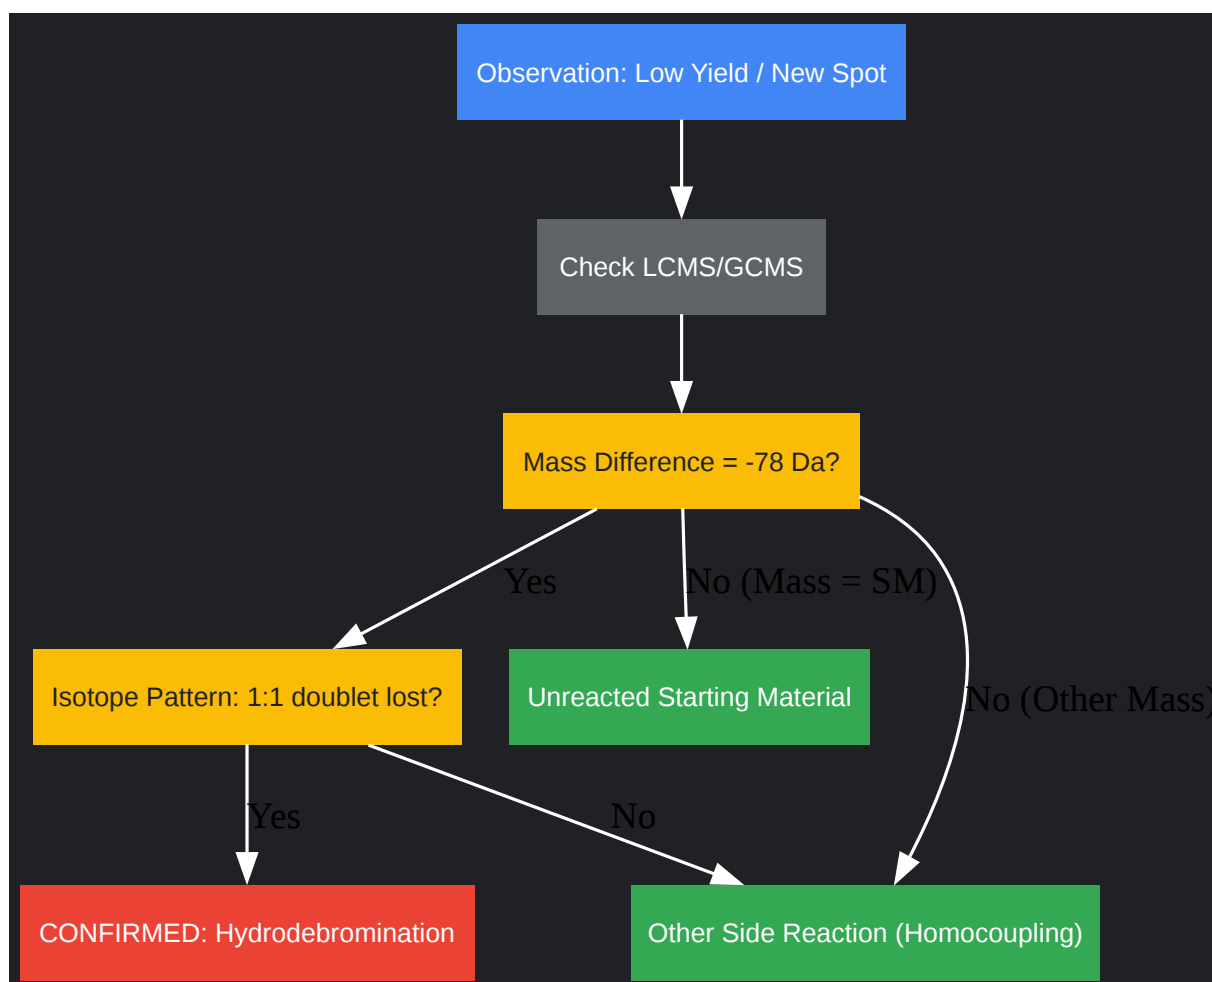 Observation: Low Yield / New Spot
Check LCMS/GCMS
Mass Difference = -78 Da?
Yes
No (Mass = SM)
Isotope Pattern: 1:1 doublet lost?
Unreacted Starting Material
No (Other Mass)
Yes
No
CONFIRMED: Hydrodebromination
Other Side Reaction (Homocoupling)